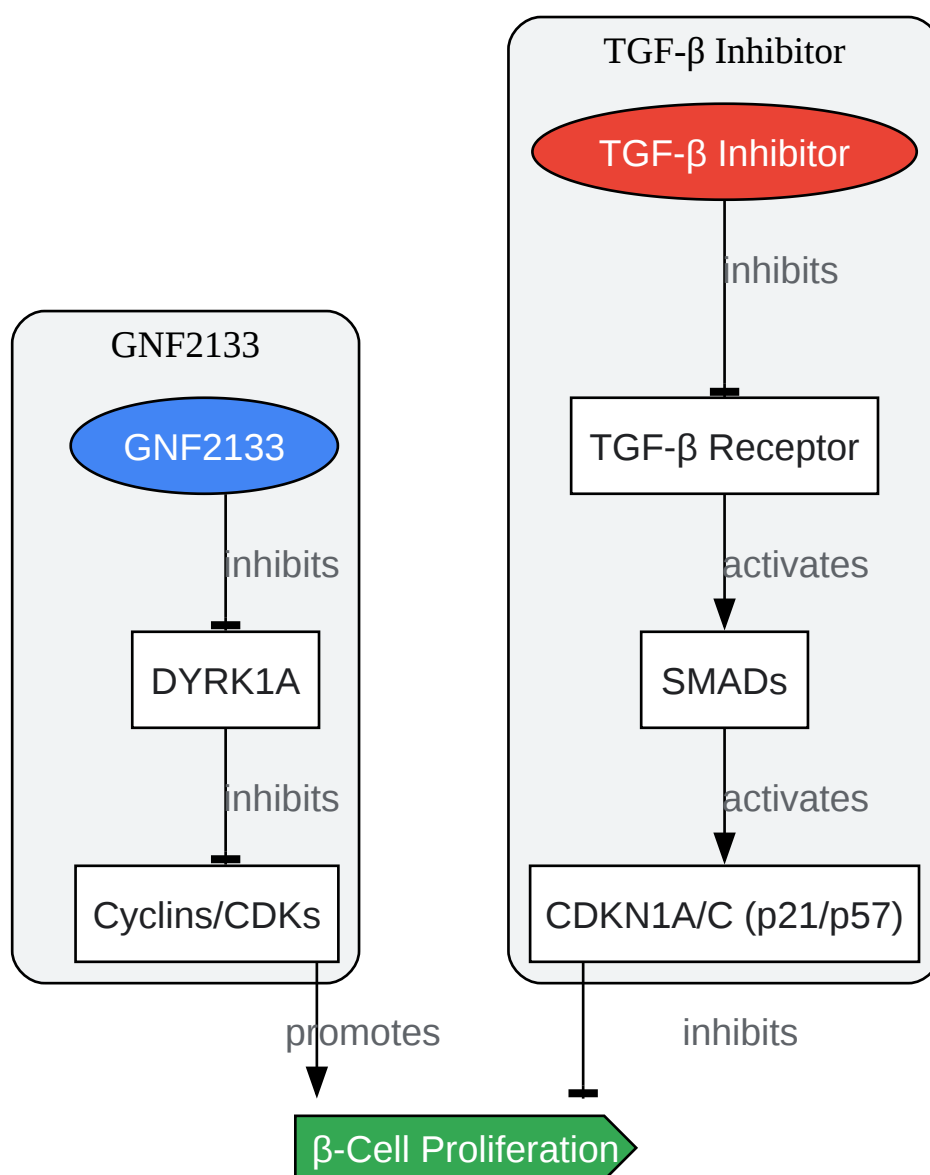 TGF-β Inhibitor
TGF-β Inhibitor
inhibits
GNF2133
TGF-β Receptor
GNF2133
inhibits
activates
DYRK1A
SMADs
inhibits
activates
Cyclins/CDKs
CDKN1A/C (p21/p57)
promotes
inhibits
β-Cell Proliferation